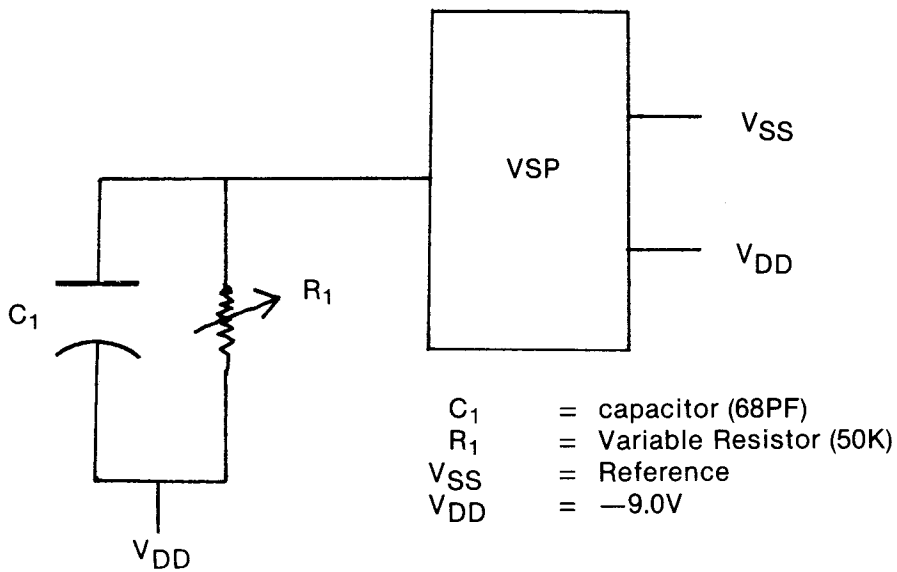 VSP
VSS
VDD
C1
R1
VDD
C1 = capacitor (68PF)
R1 = Variable Resistor (50K)
VSS = Reference
VDD = —9.0V